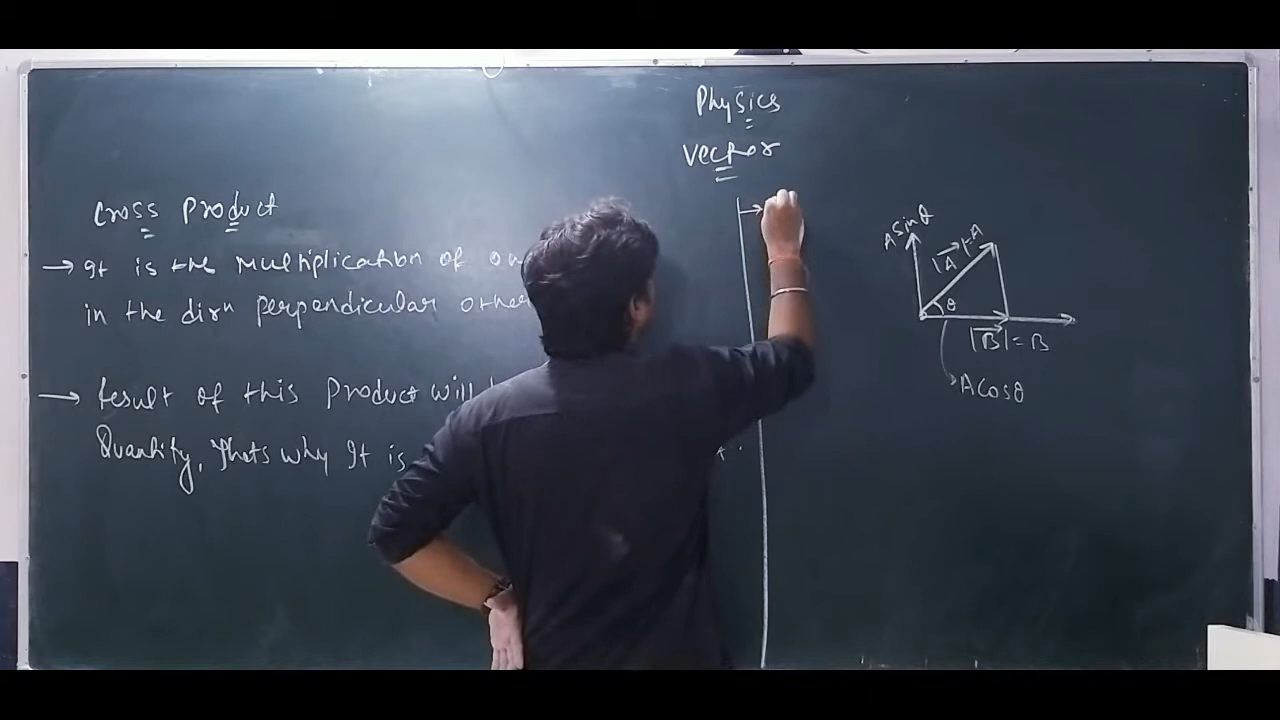 Physics
Vector
Cross Product
→ It is the Multiplication of
in the dirn perpendicular other
→ Result of this Product will
Quantity, Thats why It is
A sinθ
|A⃗| = A
θ
|B⃗| = B
A cosθ